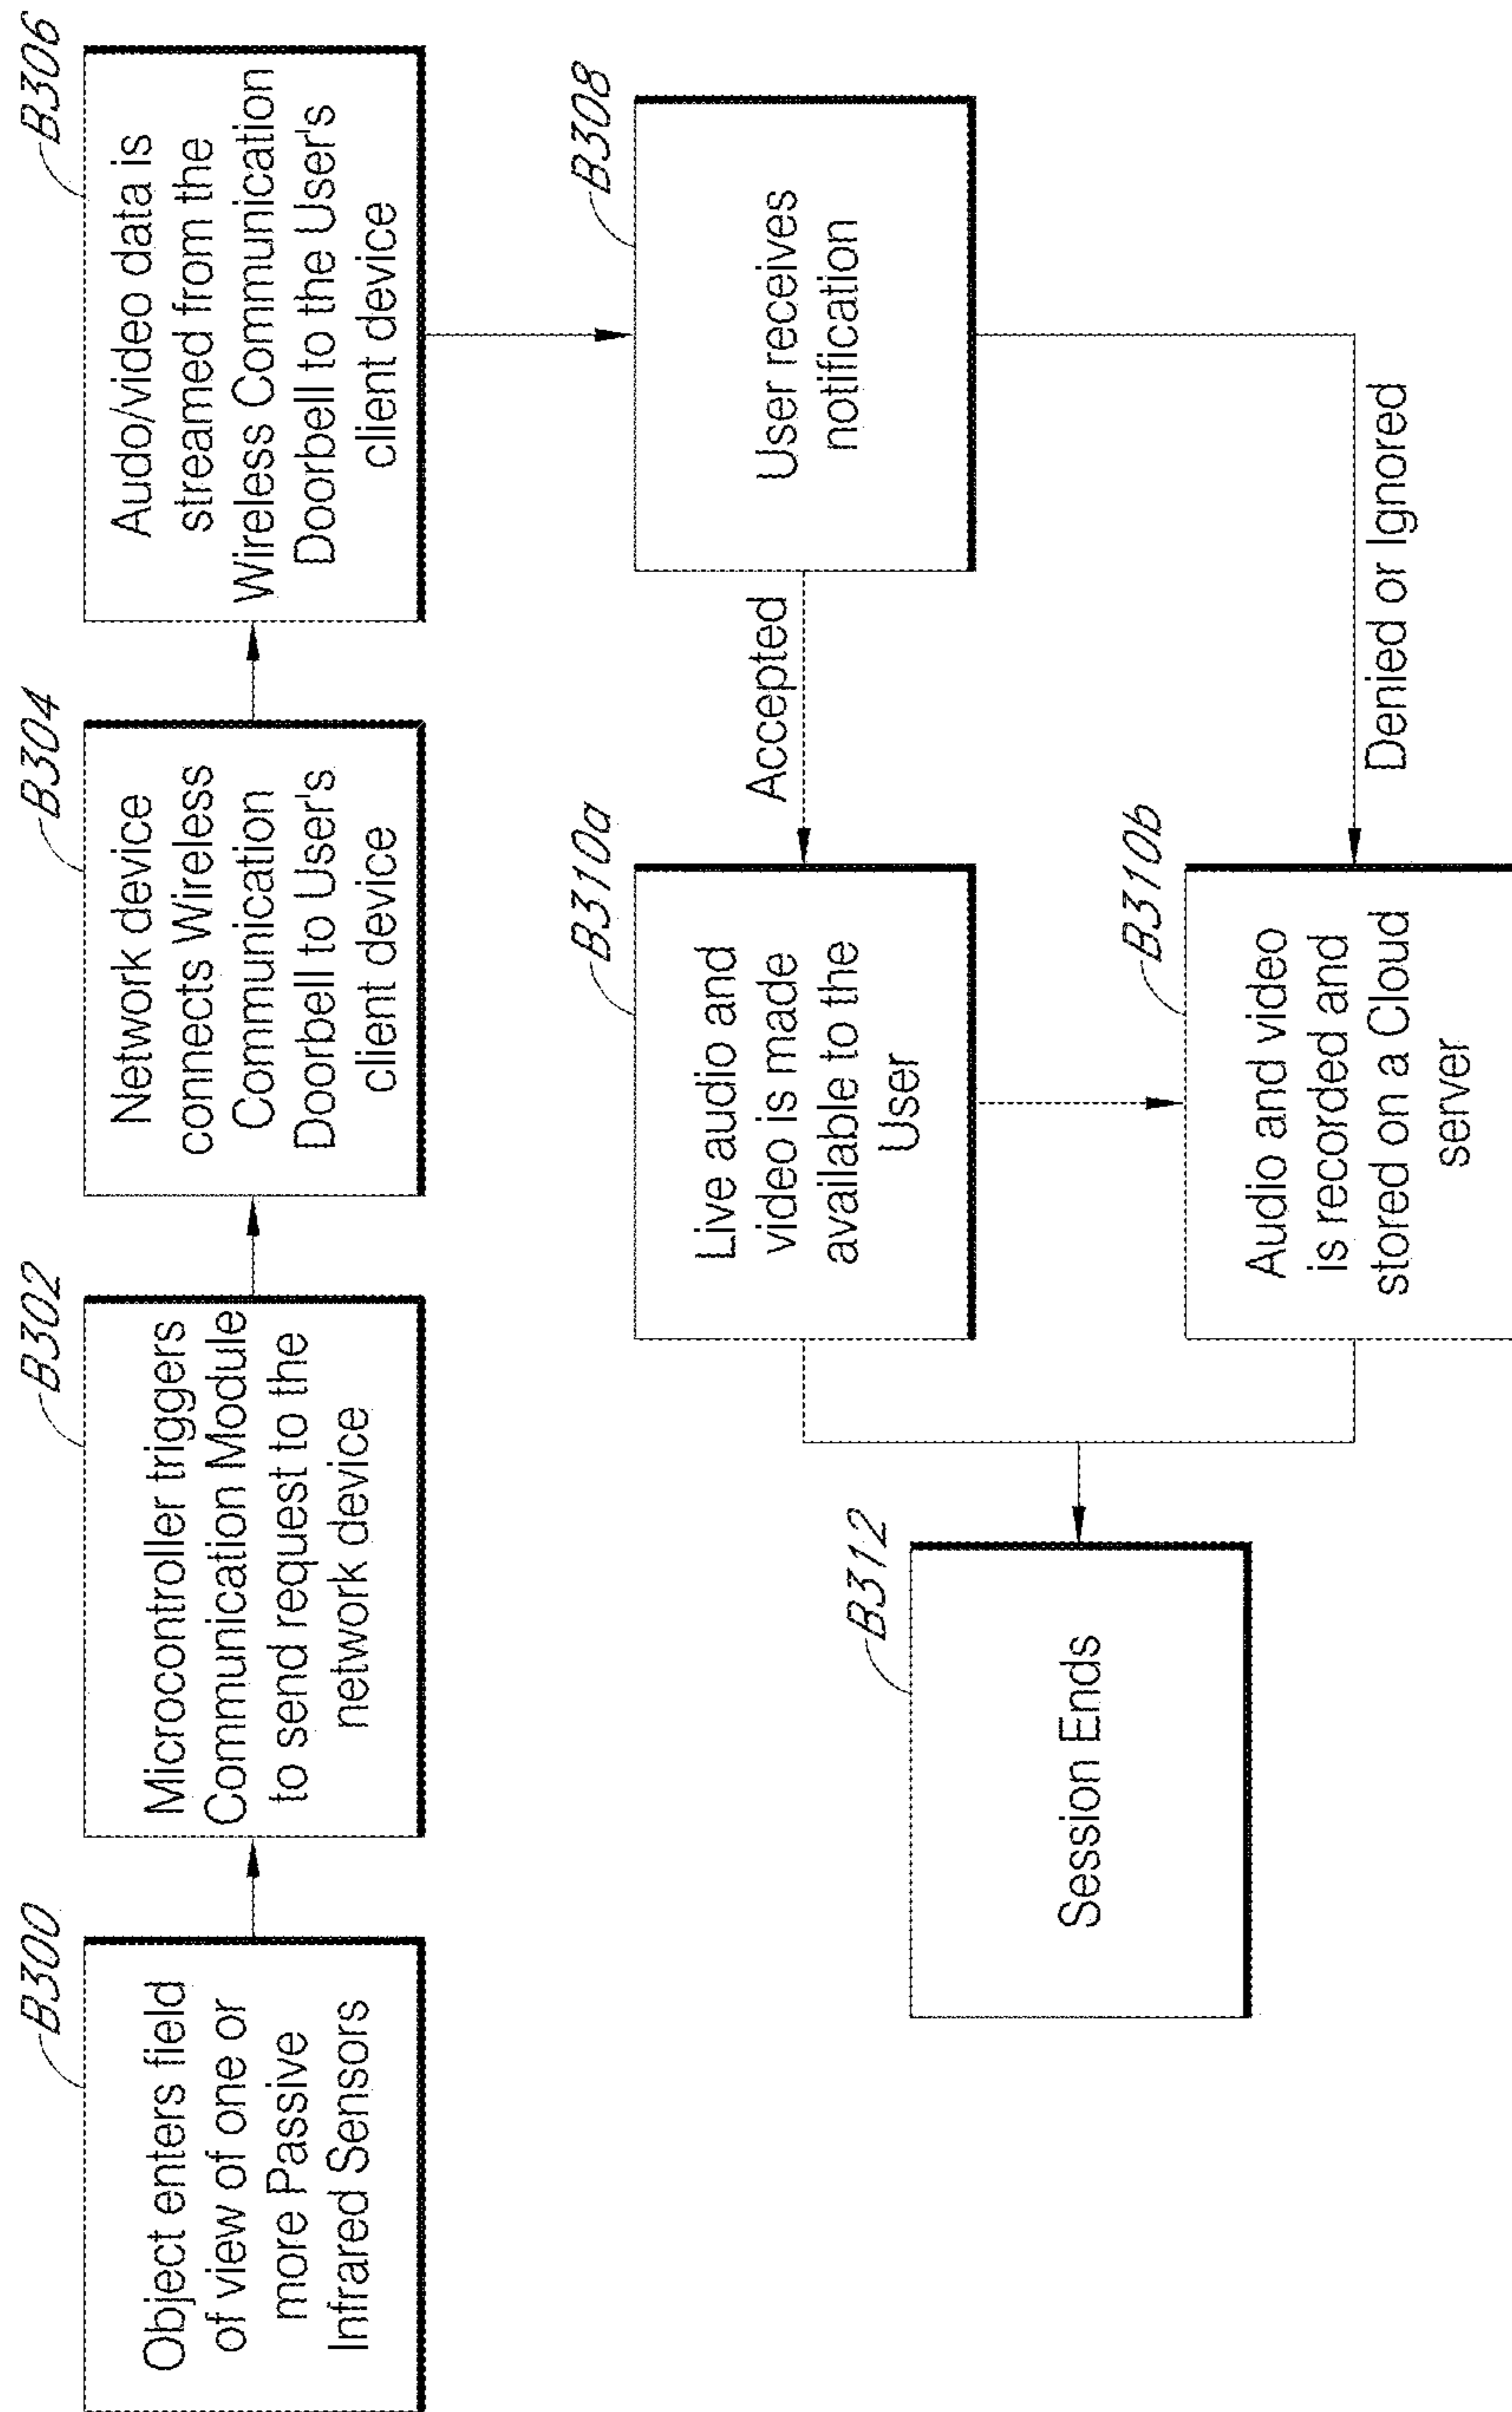 B300
Object enters field
of view of one or
more Passive
Infrared Sensors
B302
Microcontroller triggers
Communication Module
to send request to the
network device
B304
Network device
connects Wireless
Communication
Doorbell to User's
client device
B306
Audo/video data is
streamed from the
Wireless Communication
Doorbell to the User's
client device
B308
User receives
notification
Accepted
Denied or Ignored
B310a
Live audio and
video is made
available to the
User
B310b
Audio and video
is recorded and
stored on a Cloud
server
B312
Session Ends